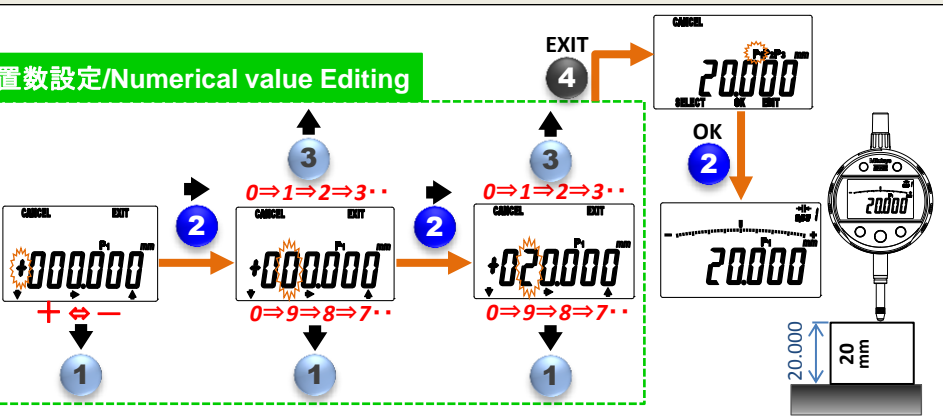 置数設定/Numerical value Editing
EXIT
4
CANCEL
P1 P2 P3 mm
20.000
SELECT OK EDIT
OK
2
3
0⇒1⇒2⇒3··
3
0⇒1⇒2⇒3··
2
2
CANCEL EXIT
P1 mm
+000.000
+ ⇔ −
1
CANCEL EXIT
P1 mm
+000.000
0⇒9⇒8⇒7··
1
CANCEL EXIT
P1 mm
+020.000
0⇒9⇒8⇒7··
1
− +
P1 mm
20.000
Mitutoyo
20.000
20.000
20
mm